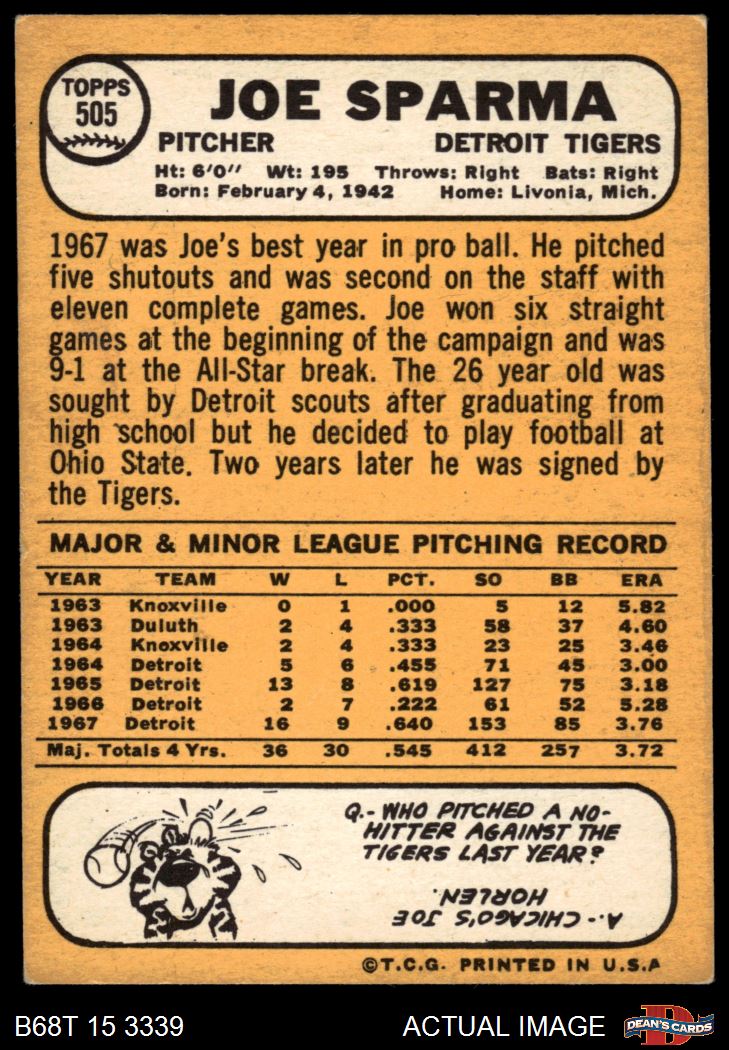 TOPPS
505
JOE SPARMA
PITCHER DETROIT TIGERS
Ht: 6'0" Wt: 195 Throws: Right Bats: Right
Born: February 4, 1942 Home: Livonia, Mich.
1967 was Joe's best year in pro ball. He pitched
five shutouts and was second on the staff with
eleven complete games. Joe won six straight
games at the beginning of the campaign and was
9-1 at the All-Star break. The 26 year old was
sought by Detroit scouts after graduating from
high school but he decided to play football at
Ohio State. Two years later he was signed by
the Tigers.
MAJOR & MINOR LEAGUE PITCHING RECORD
YEAR TEAM W L PCT. SO BB ERA
1963 Knoxville 0 1 .000 5 12 5.82
1963 Duluth 2 4 .333 58 37 4.60
1964 Knoxville 2 4 .333 23 25 3.46
1964 Detroit 5 6 .455 71 45 3.00
1965 Detroit 13 8 .619 127 75 3.18
1966 Detroit 2 7 .222 61 52 5.28
1967 Detroit 16 9 .640 153 85 3.76
Maj. Totals 4 Yrs. 36 30 .545 412 257 3.72
Q.- WHO PITCHED A NO-
HITTER AGAINST THE
TIGERS LAST YEAR?
A.- CHICAGO'S JOE
HORLEN.
©T.C.G. PRINTED IN U.S.A
B68T 15 3339 ACTUAL IMAGE
D
DEAN'S CARDS